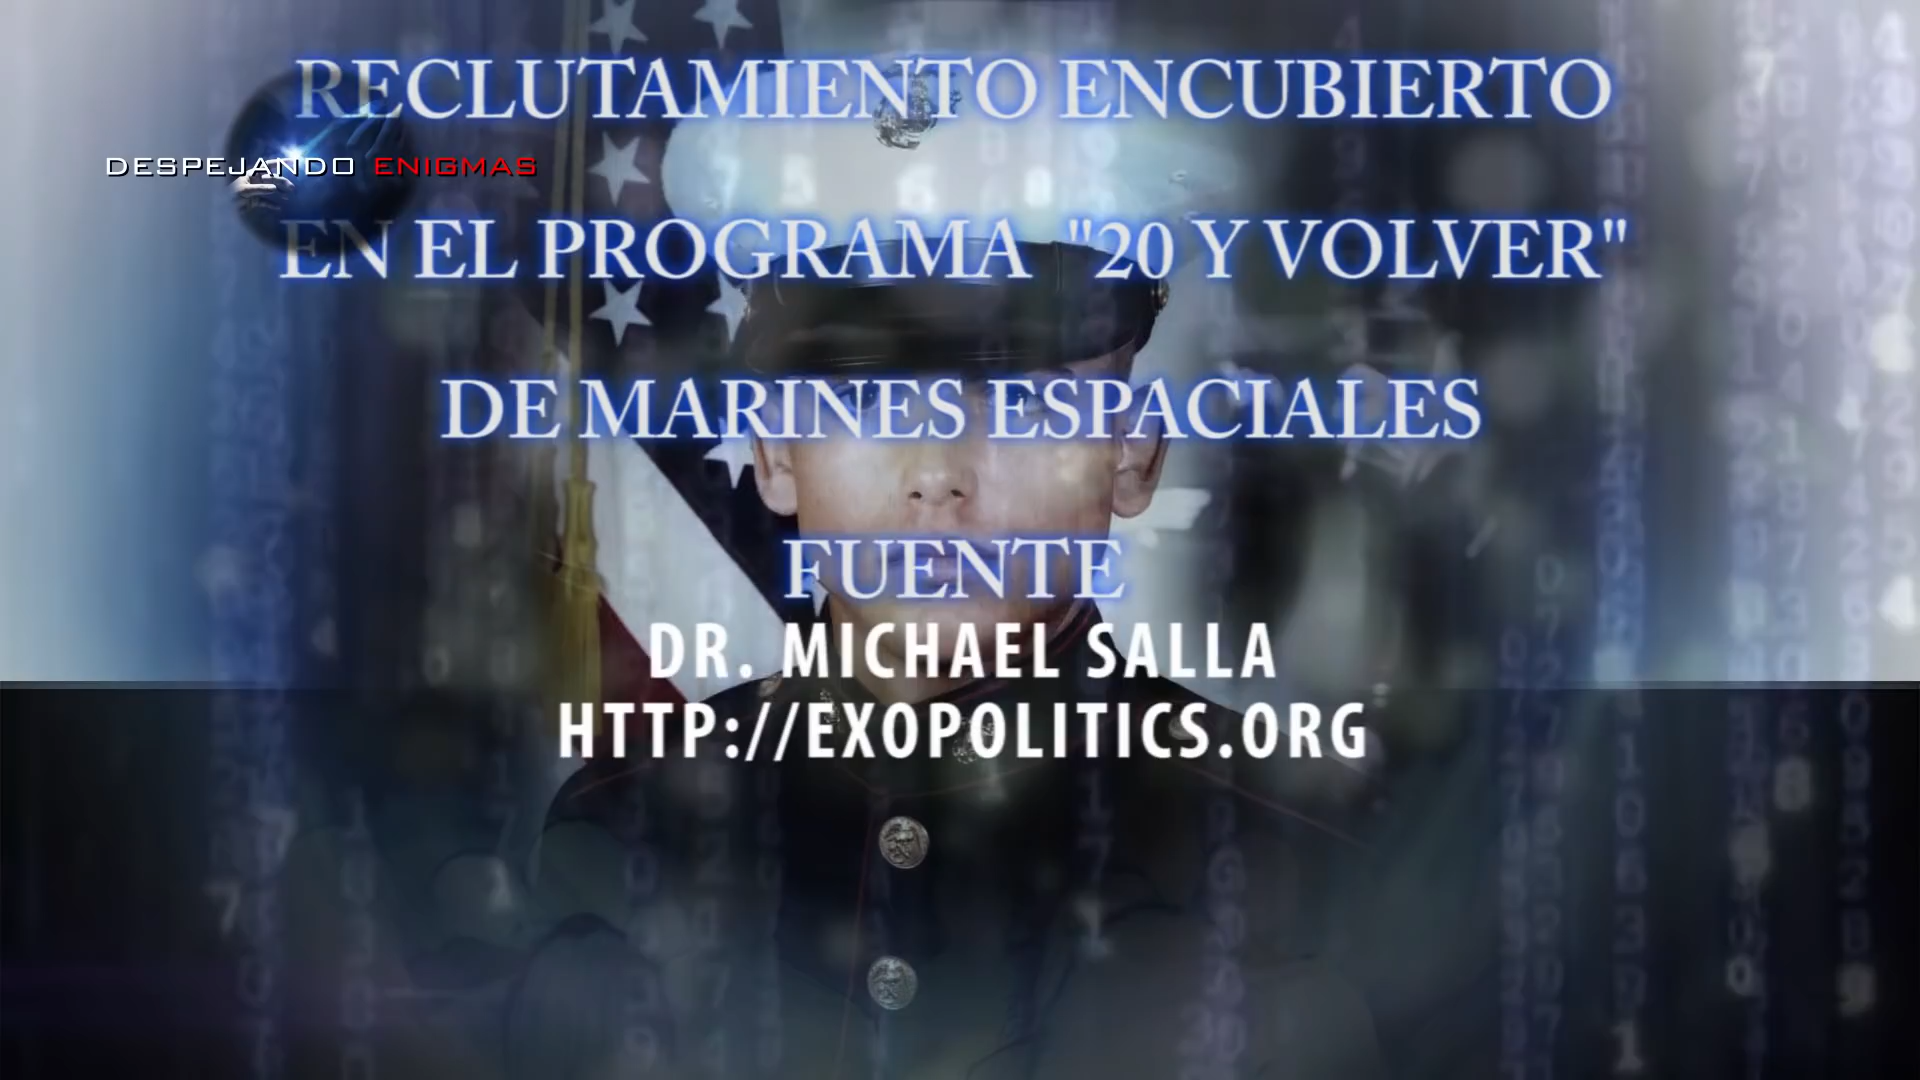 RECLUTAMIENTO ENCUBIERTO
DESPEJANDO ENIGMAS
EN EL PROGRAMA "20 Y VOLVER"
DE MARINES ESPACIALES
FUENTE
DR. MICHAEL SALLA
HTTP://EXOPOLITICS.ORG